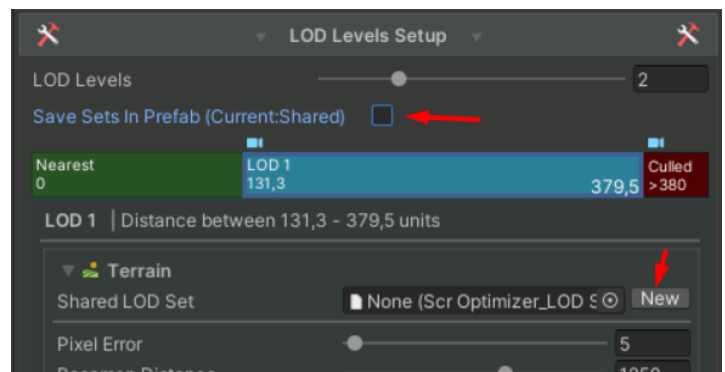 LOD Levels Setup
LOD Levels 2
Save Sets In Prefab (Current:Shared)
Nearest LOD 1 Culled
0 131,3 379,5 >380
LOD 1 | Distance between 131,3 - 379,5 units
Terrain
Shared LOD Set None (Scr Optimizer_LOD S New
Pixel Error 5